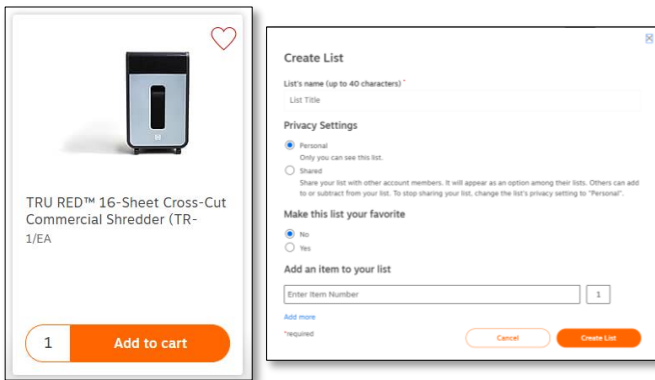 TRU RED™ 16-Sheet Cross-Cut
Commercial Shredder (TR-
1/EA
1 Add to cart
Create List
List's name (up to 40 characters) *
List Title
Privacy Settings
Personal
Only you can see this list.
Shared
Share your list with other account members. It will appear as an option among their lists. Others can add
to or subtract from your list. To stop sharing your list, change the list's privacy setting to "Personal".
Make this list your favorite
No
Yes
Add an item to your list
Enter Item Number 1
Add more
*required Cancel Create List